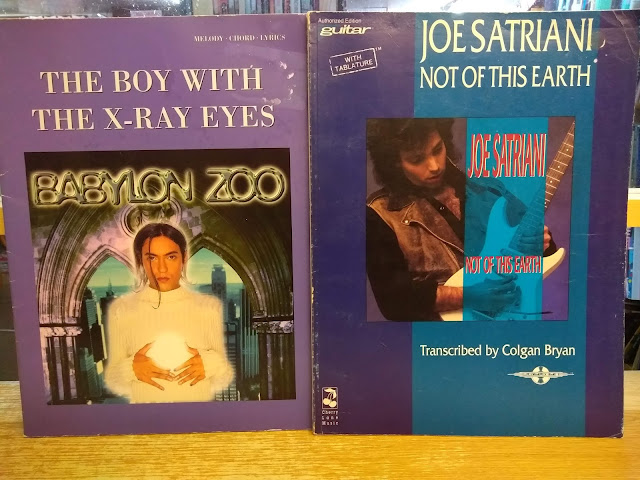 MELODY · CHORD · LYRICS
THE BOY WITH
THE X-RAY EYES
BABYLON ZOO
Authorized Edition
guitar
WITH
TABLATURE
TM
JOE SATRIANI
NOT OF THIS EARTH
JOE SATRIANI
NOT OF THIS EARTH
Transcribed by Colgan Bryan
Cherry
Lane
Music